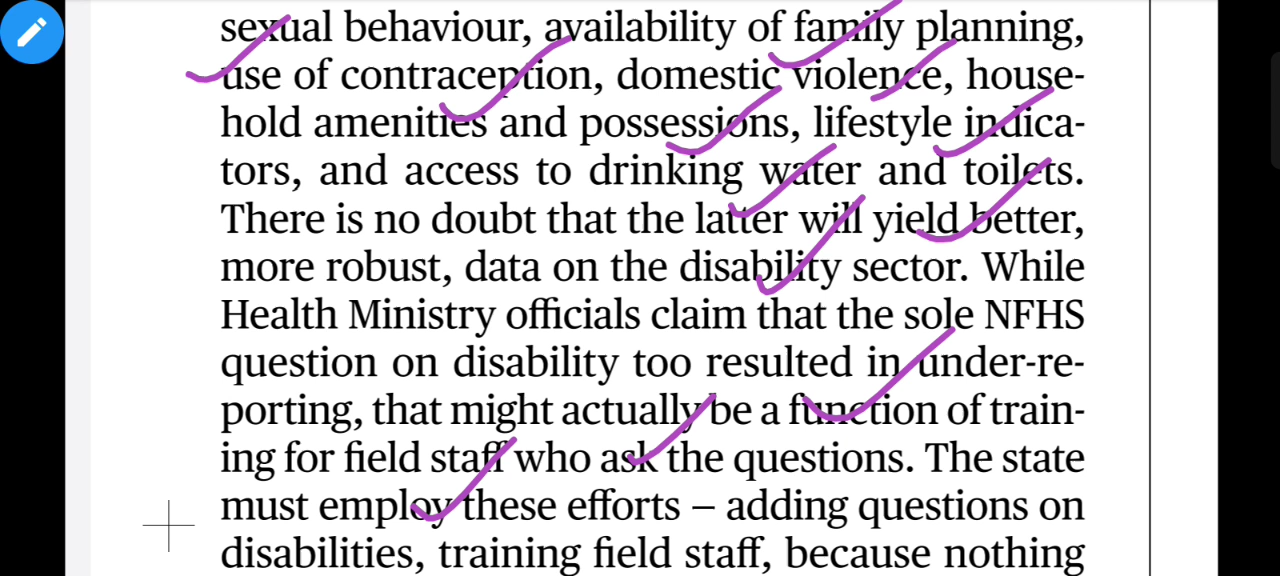 sexual behaviour, availability of family planning,
use of contraception, domestic violence, house-
hold amenities and possessions, lifestyle indica-
tors, and access to drinking water and toilets.
There is no doubt that the latter will yield better,
more robust, data on the disability sector. While
Health Ministry officials claim that the sole NFHS
question on disability too resulted in under-re-
porting, that might actually be a function of train-
ing for field staff who ask the questions. The state
must employ these efforts – adding questions on
disabilities, training field staff, because nothing